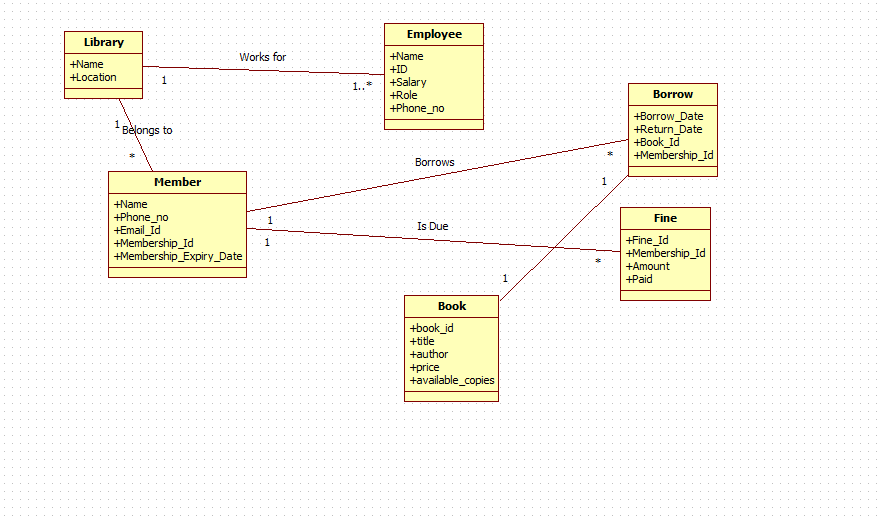 Library
+Name
+Location
Works for
1
1..*
Employee
+Name
+ID
+Salary
+Role
+Phone_no
1
Belongs to
*
Member
+Name
+Phone_no
+Email_Id
+Membership_Id
+Membership_Expiry_Date
Borrows
1
*
Borrow
+Borrow_Date
+Return_Date
+Book_Id
+Membership_Id
1
1
Is Due
1
*
Fine
+Fine_Id
+Membership_Id
+Amount
+Paid
Book
+book_id
+title
+author
+price
+available_copies